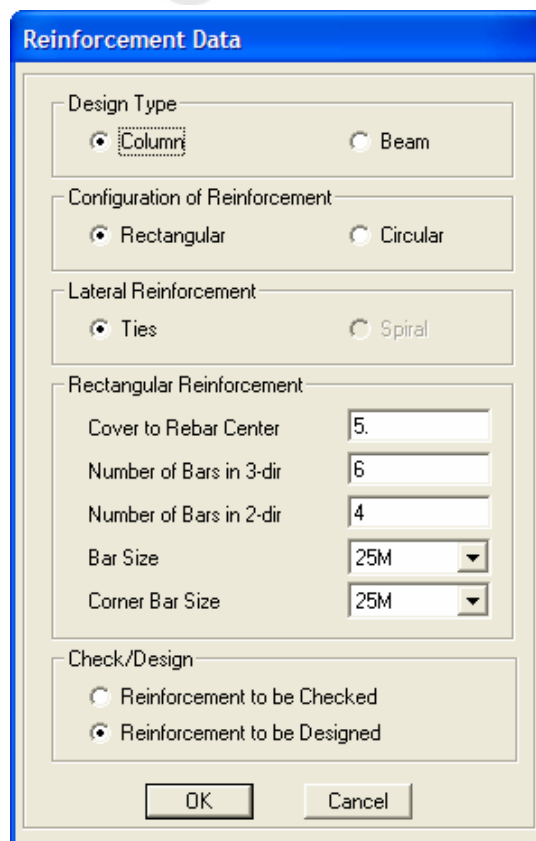 Reinforcement Data
Design Type
Column Beam
Configuration of Reinforcement
Rectangular Circular
Lateral Reinforcement
Ties Spiral
Rectangular Reinforcement
Cover to Rebar Center 5.
Number of Bars in 3-dir 6
Number of Bars in 2-dir 4
Bar Size 25M
Corner Bar Size 25M
Check/Design
Reinforcement to be Checked
Reinforcement to be Designed
OK Cancel